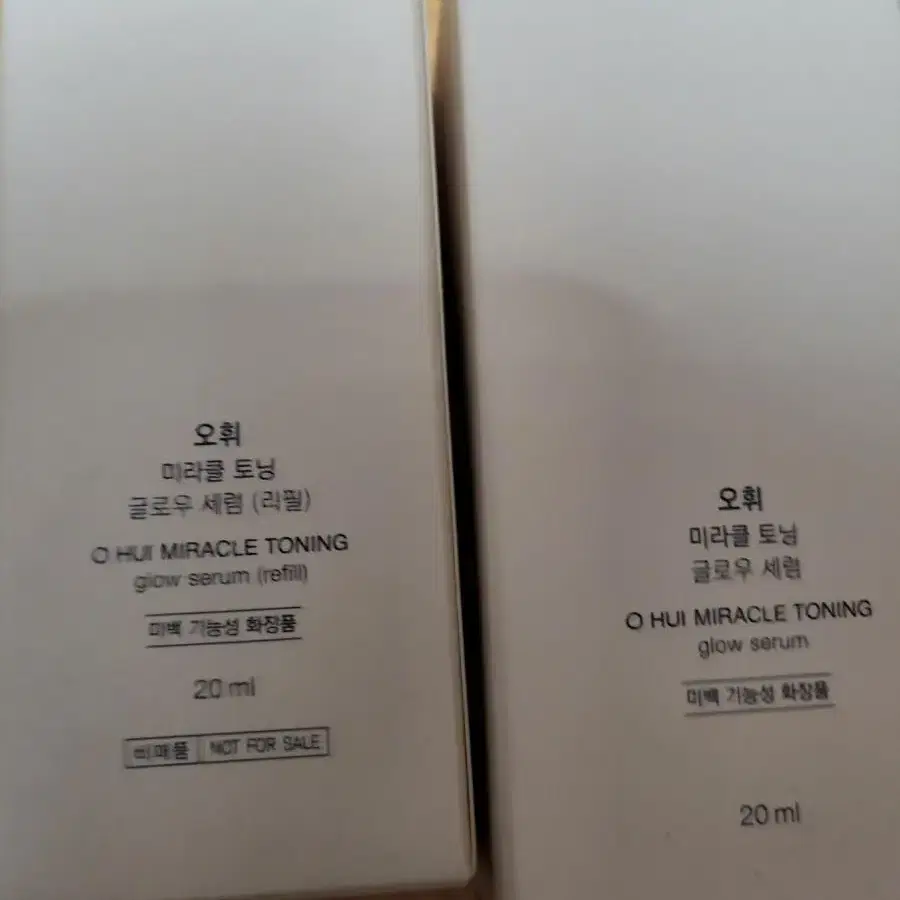 오휘
미라클 토닝
글로우 세럼 (리필)
O HUI MIRACLE TONING
glow serum (refill)
미백 기능성 화장품
20 ml
비매품 NOT FOR SALE
오휘
미라클 토닝
글로우 세럼
O HUI MIRACLE TONING
glow serum
미백 기능성 화장품
20 ml